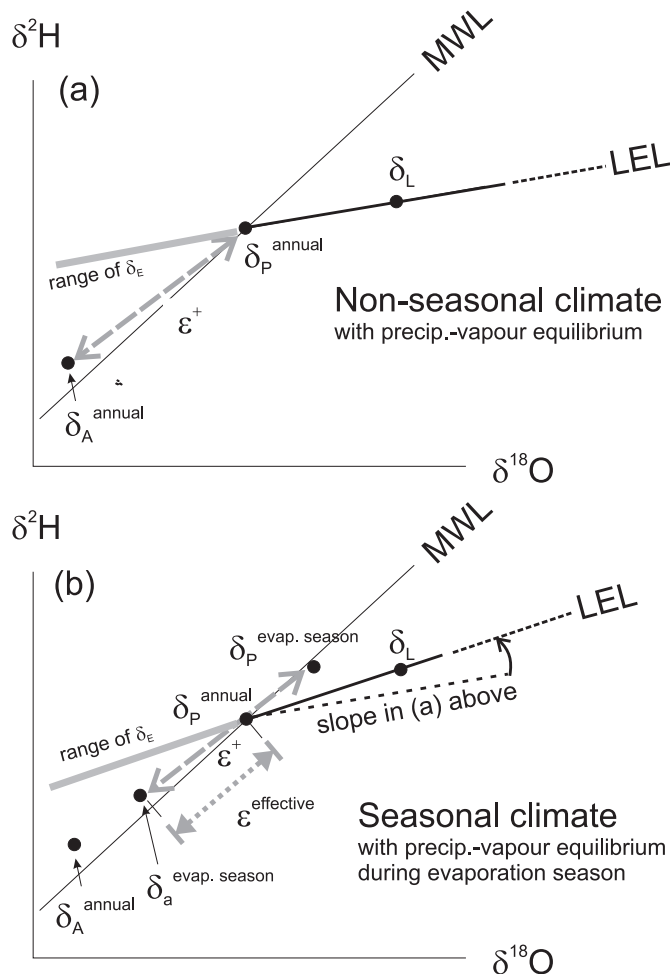 δ²H
MWL
(a)
LEL
δL
δP annual
range of δE
ε+
Non-seasonal climate
with precip.-vapour equilibrium
δA annual
δ18O
δ²H
MWL
(b)
LEL
δP evap. season
δL
δP annual
slope in (a) above
range of δE
ε+
ε effective
Seasonal climate
with precip.-vapour equilibrium
during evaporation season
δa evap. season
δA annual
δ18O